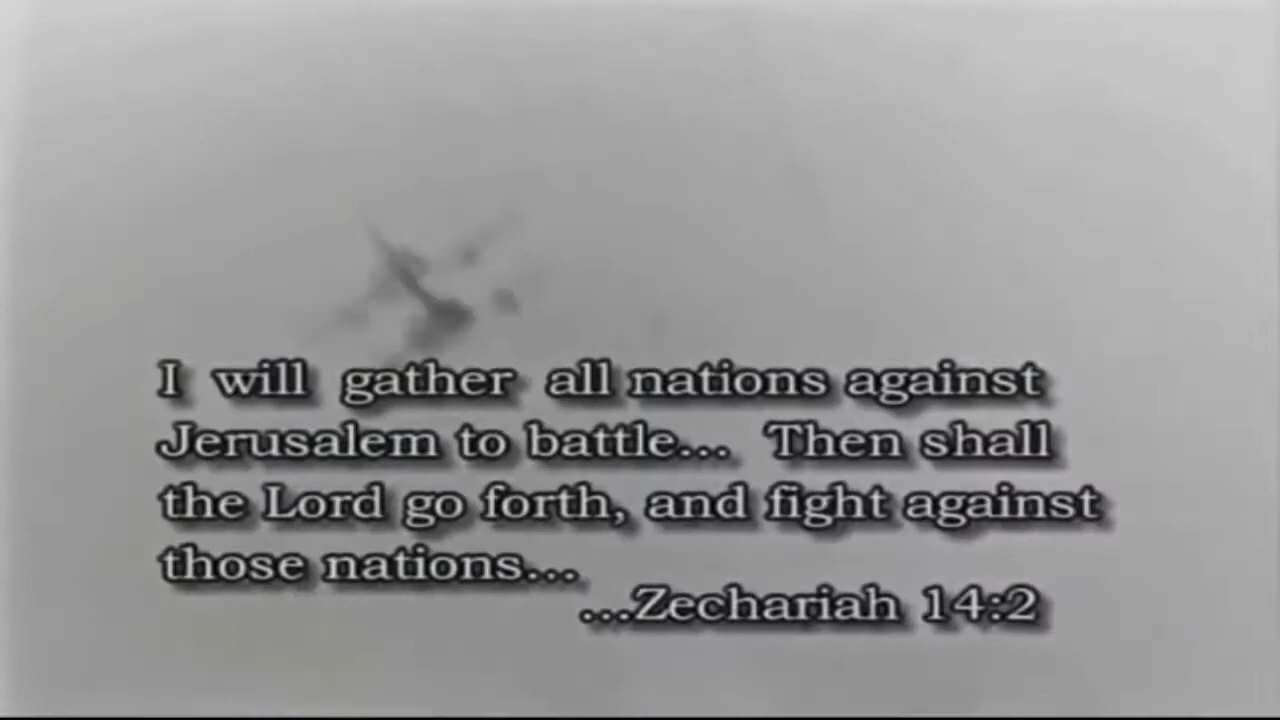 I will gather all nations against
Jerusalem to battle... Then shall
the Lord go forth, and fight against
those nations...
...Zechariah 14:2